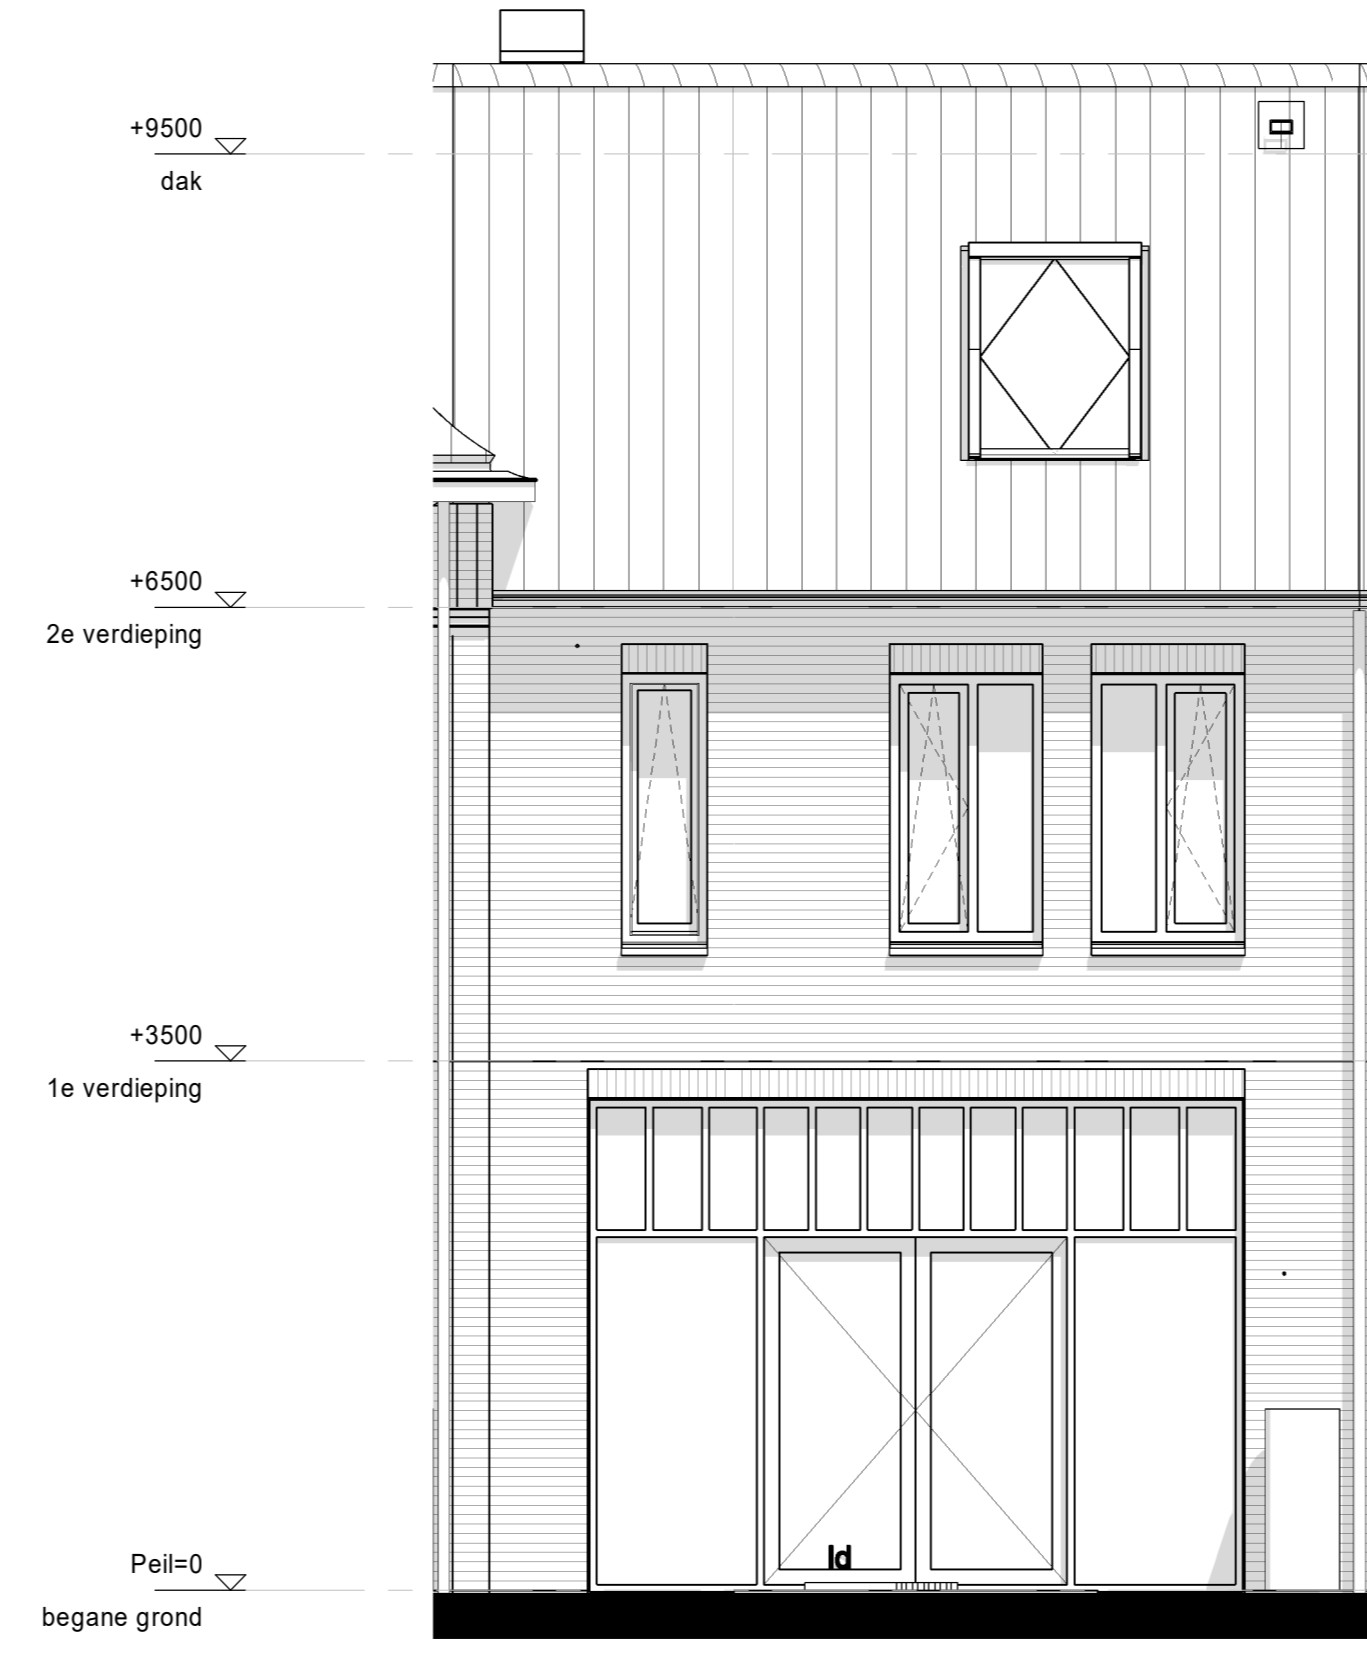 +9500
dak
+6500
2e verdieping
+3500
1e verdieping
ld
Peil=0
begane grond